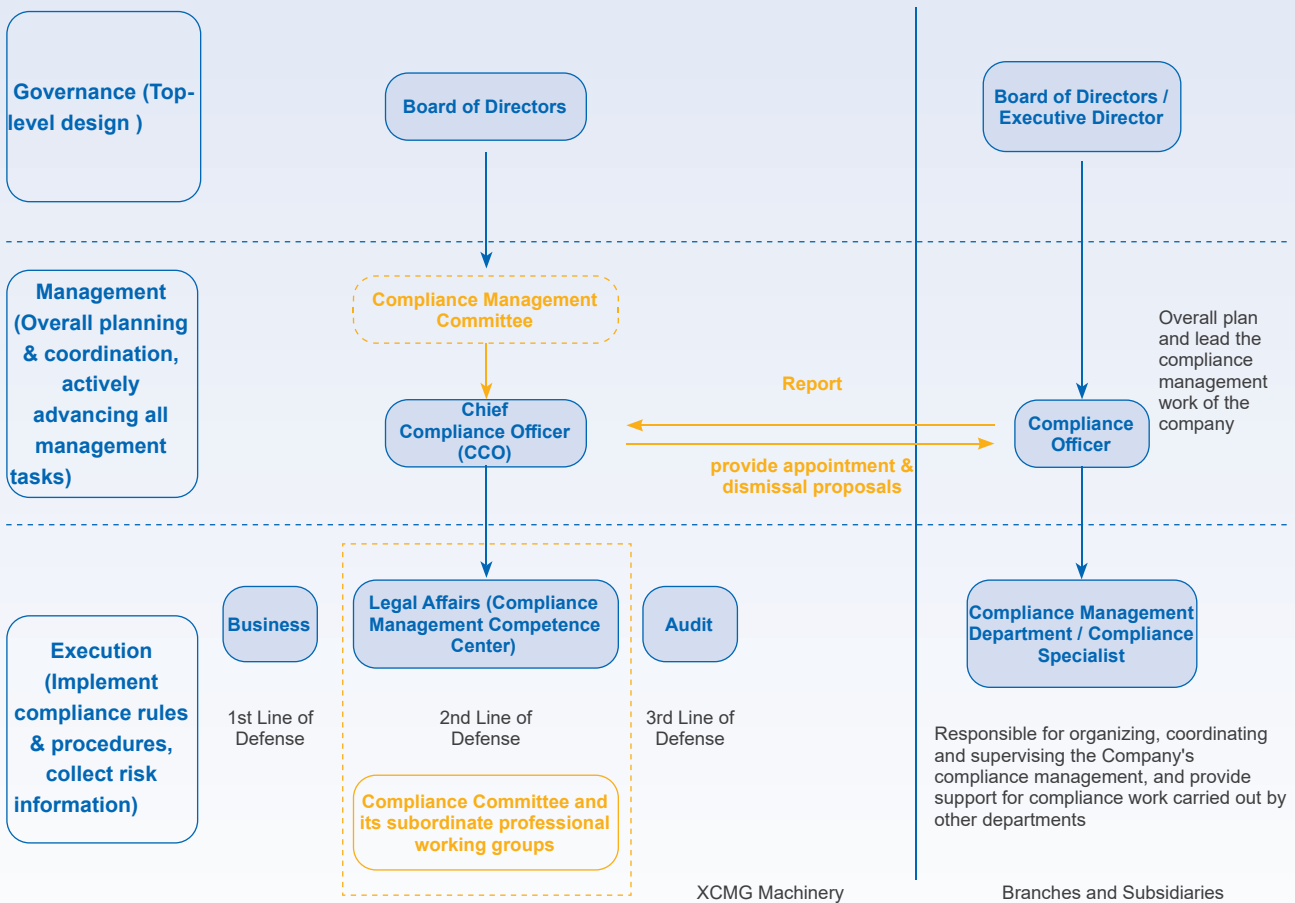 Governance (Top-
level design )
Board of Directors
Board of Directors /
Executive Director
Management
(Overall planning
& coordination,
actively
advancing all
management
tasks)
Compliance Management
Committee
Chief
Compliance Officer
(CCO)
Report
provide appointment &
dismissal proposals
Compliance
Officer
Overall plan
and lead the
compliance
management
work of the
company
Execution
(Implement
compliance rules
& procedures,
collect risk
information)
Business
1st Line of
Defense
Legal Affairs (Compliance
Management Competence
Center)
2nd Line of
Defense
Compliance Committee and
its subordinate professional
working groups
Audit
3rd Line of
Defense
Compliance Management
Department / Compliance
Specialist
Responsible for organizing, coordinating
and supervising the Company's
compliance management, and provide
support for compliance work carried out by
other departments
XCMG Machinery
Branches and Subsidiaries